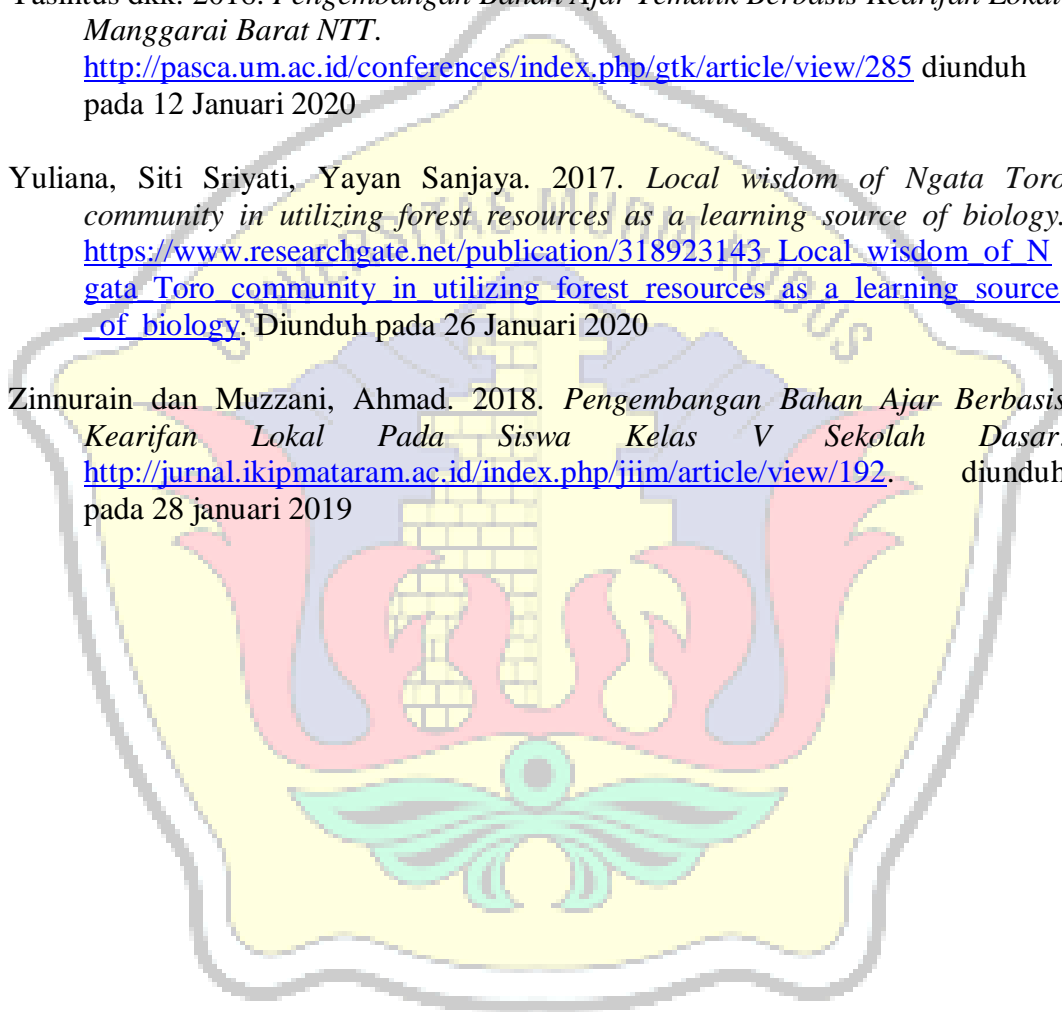 dkk. 2016. Pengembangan Bahan Ajar Tematik Berbasis Kearifan Lokal
Manggarai Barat NTT.
http://pasca.um.ac.id/conferences/index.php/gtk/article/view/285 diunduh
pada 12 Januari 2020
Yuliana, Siti Sriyati, Yayan Sanjaya. 2017. Local wisdom of Ngata Toro
community in utilizing forest resources as a learning source of biology.
https://www.researchgate.net/publication/318923143_Local_wisdom_of_N
gata_Toro_community_in_utilizing_forest_resources_as_a_learning_source
_of_biology. Diunduh pada 26 Januari 2020
Zinnurain dan Muzzani, Ahmad. 2018. Pengembangan Bahan Ajar Berbasis
Kearifan Lokal Pada Siswa Kelas V Sekolah Dasar.
http://jurnal.ikipmataram.ac.id/index.php/jiim/article/view/192. diunduh
pada 28 januari 2019
UNIVERSITAS MURIA KUDUS